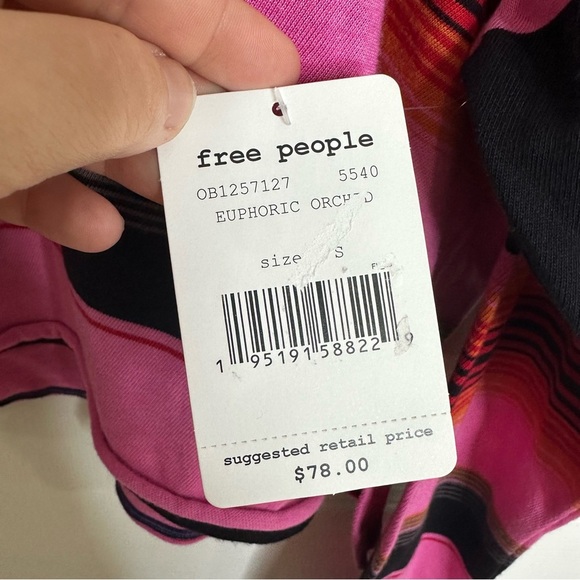 free people
OB1257127 5540
EUPHORIC
size S
1 95191 58822 9
suggested retail price
$78.00